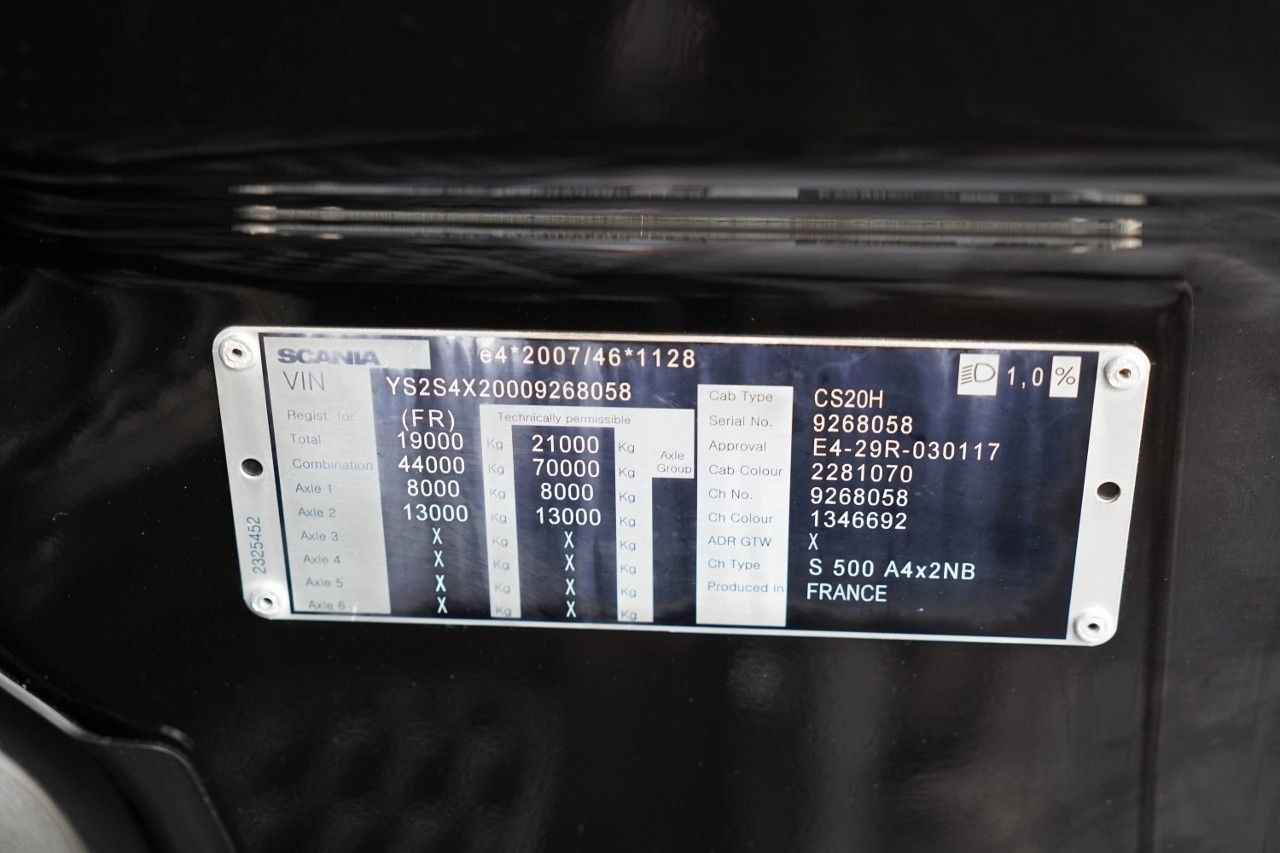 SCANIA e4*2007/46*1128 1,0 %
VIN YS2S4X20009268058
Regist. for (FR) Technically permissible
Total 19000 Kg 21000 Kg Axle Group
Combination 44000 Kg 70000 Kg
Axle 1 8000 Kg 8000 Kg
Axle 2 13000 Kg 13000 Kg
Axle 3 X Kg X Kg
Axle 4 X Kg X Kg
Axle 5 X Kg X Kg
Axle 6 X Kg X Kg
Cab Type CS20H
Serial No. 9268058
Approval E4-29R-030117
Cab Colour 2281070
Ch No. 9268058
Ch Colour 1346692
ADR GTW X
Ch Type S 500 A4x2NB
Produced in FRANCE
2325452